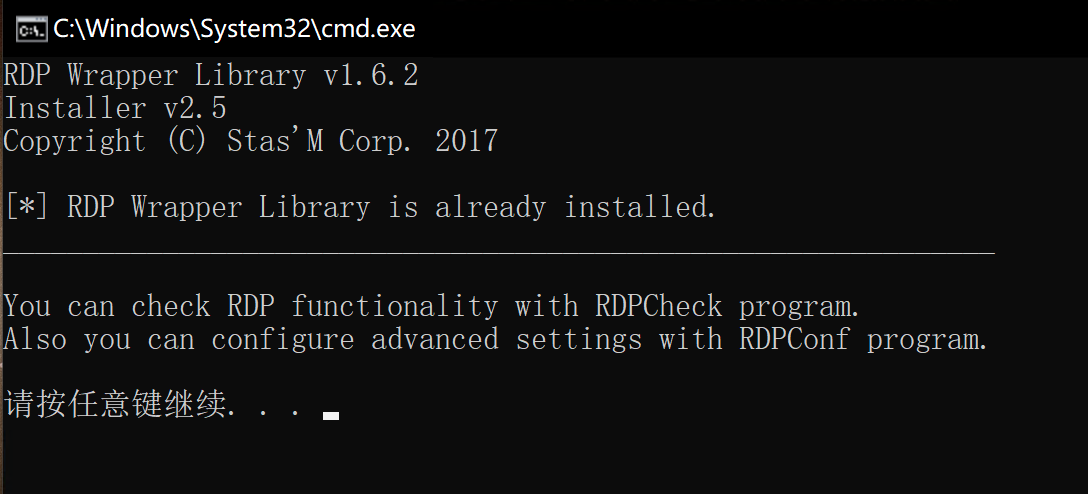 C:\Windows\System32\cmd.exe
RDP Wrapper Library v1.6.2
Installer v2.5
Copyright (C) Stas'M Corp. 2017
[*] RDP Wrapper Library is already installed.
You can check RDP functionality with RDPCheck program.
Also you can configure advanced settings with RDPConf program.
请按任意键继续. . .